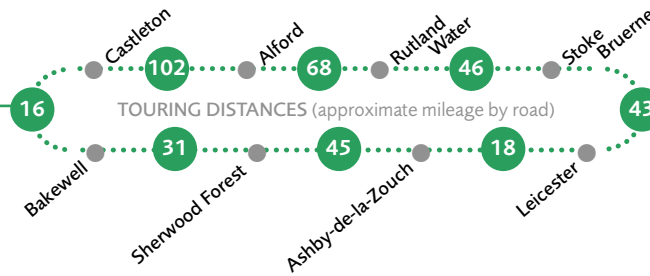 Castleton
Alford
Rutland
Water
Stoke
Bruerne
102
68
46
16
TOURING DISTANCES (approximate mileage by road)
43
31
45
18
Bakewell
Sherwood Forest
Ashby-de-la-Zouch
Leicester